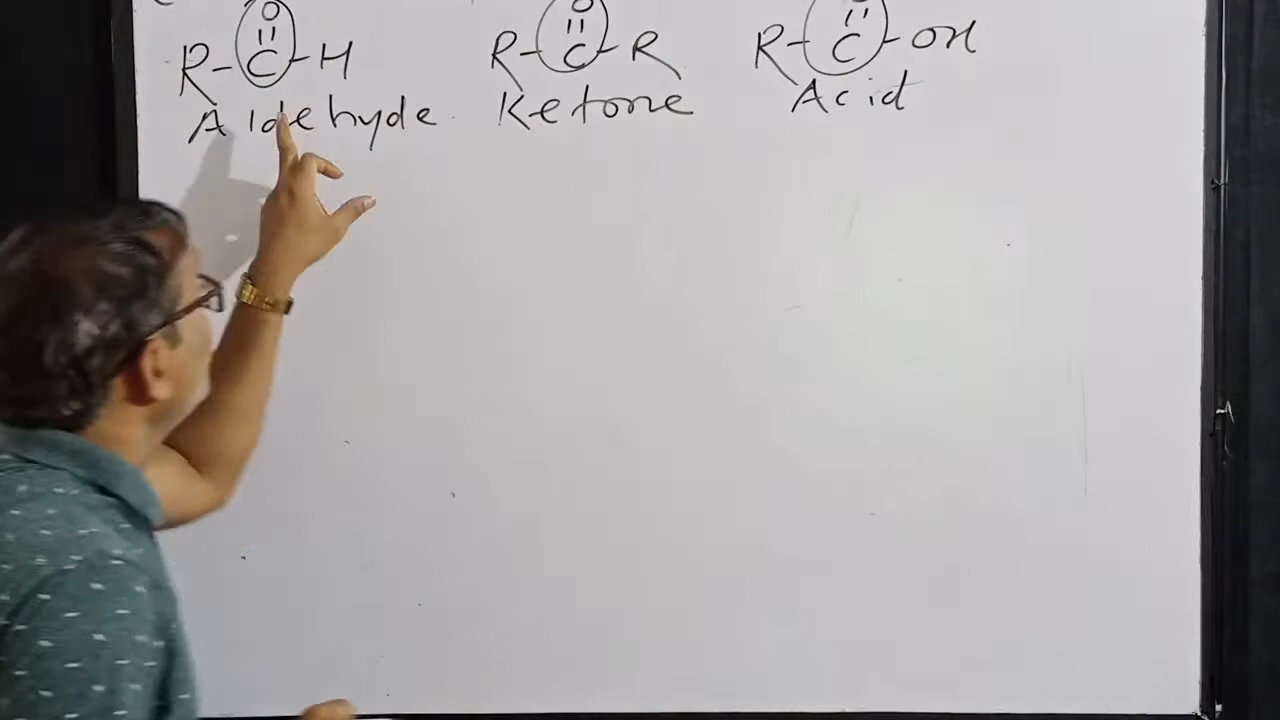 O O O
R-C-H R-C-R R-C-OH
Aldehyde Ketone Acid